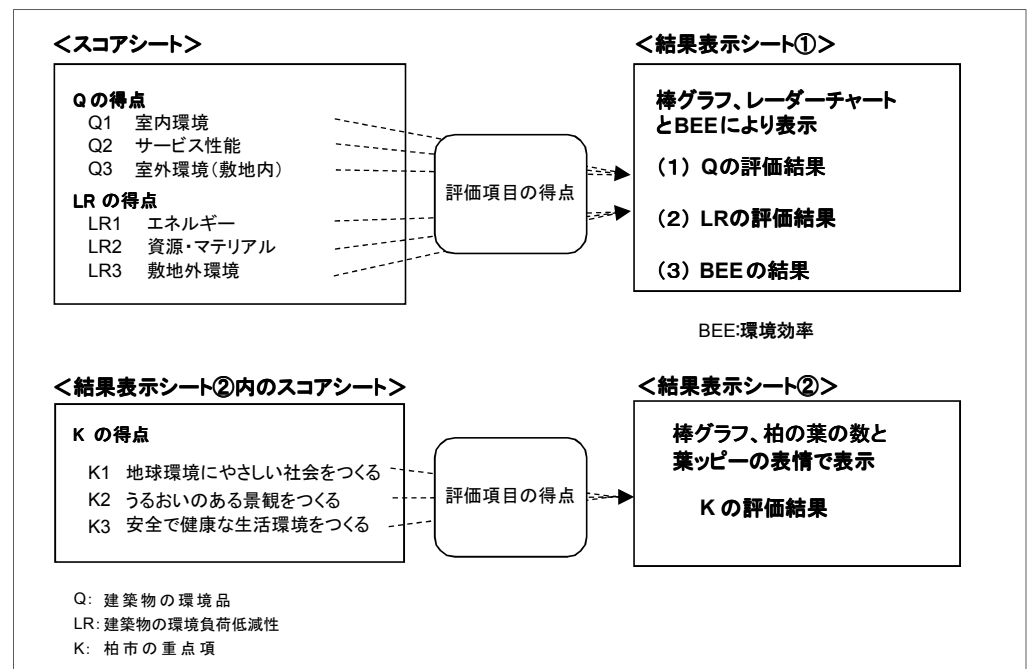 ＜スコアシート＞
Q の得点
Q1 室内環境
Q2 サービス性能
Q3 室外環境（敷地内）
LR の得点
LR1 エネルギー
LR2 資源・マテリアル
LR3 敷地外環境
評価項目の得点
＜結果表示シート①＞
棒グラフ、レーダーチャート
とBEEにより表示
（１）Qの評価結果
（２）LRの評価結果
（３）BEEの結果
BEE:環境効率
＜結果表示シート②内のスコアシート＞
K の得点
K1 地球環境にやさしい社会をつくる
K2 うるおいのある景観をつくる
K3 安全で健康な生活環境をつくる
評価項目の得点
＜結果表示シート②＞
棒グラフ、柏の葉の数と
葉ッピーの表情で表示
K の評価結果
Q: 建築物の環境品
LR: 建築物の環境負荷低減性
K: 柏市の重点項